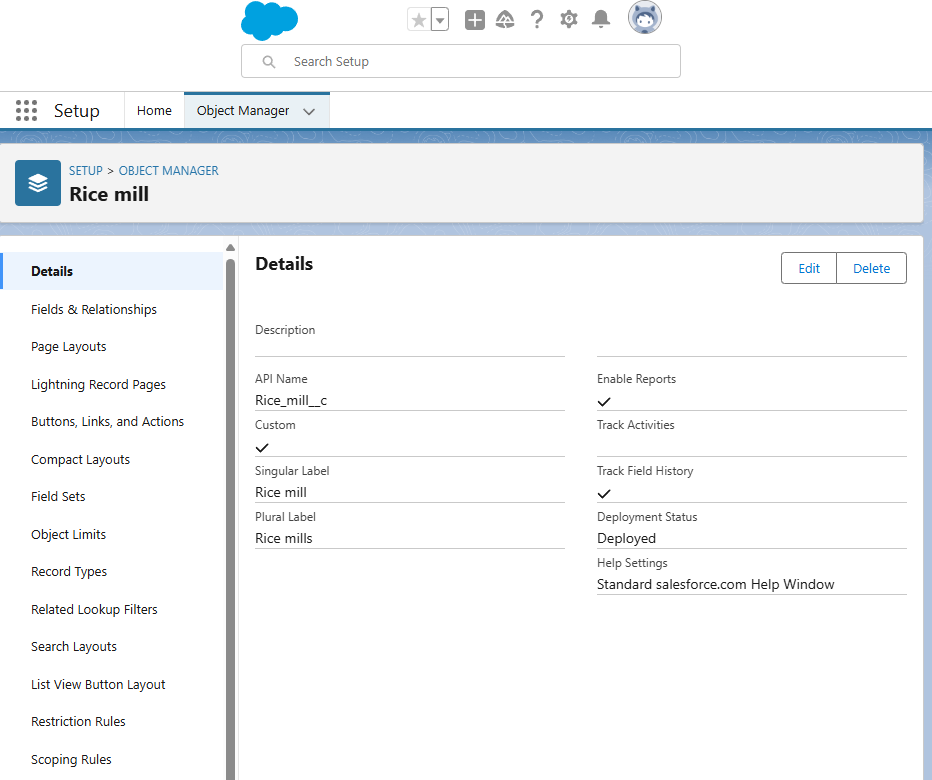 Search Setup
Setup
Home
Object Manager
SETUP > OBJECT MANAGER
Rice mill
Details
Fields & Relationships
Page Layouts
Lightning Record Pages
Buttons, Links, and Actions
Compact Layouts
Field Sets
Object Limits
Record Types
Related Lookup Filters
Search Layouts
List View Button Layout
Restriction Rules
Scoping Rules
Details
Edit
Delete
Description
API Name
Rice_mill__c
Custom
Singular Label
Rice mill
Plural Label
Rice mills
Enable Reports
Track Activities
Track Field History
Deployment Status
Deployed
Help Settings
Standard salesforce.com Help Window